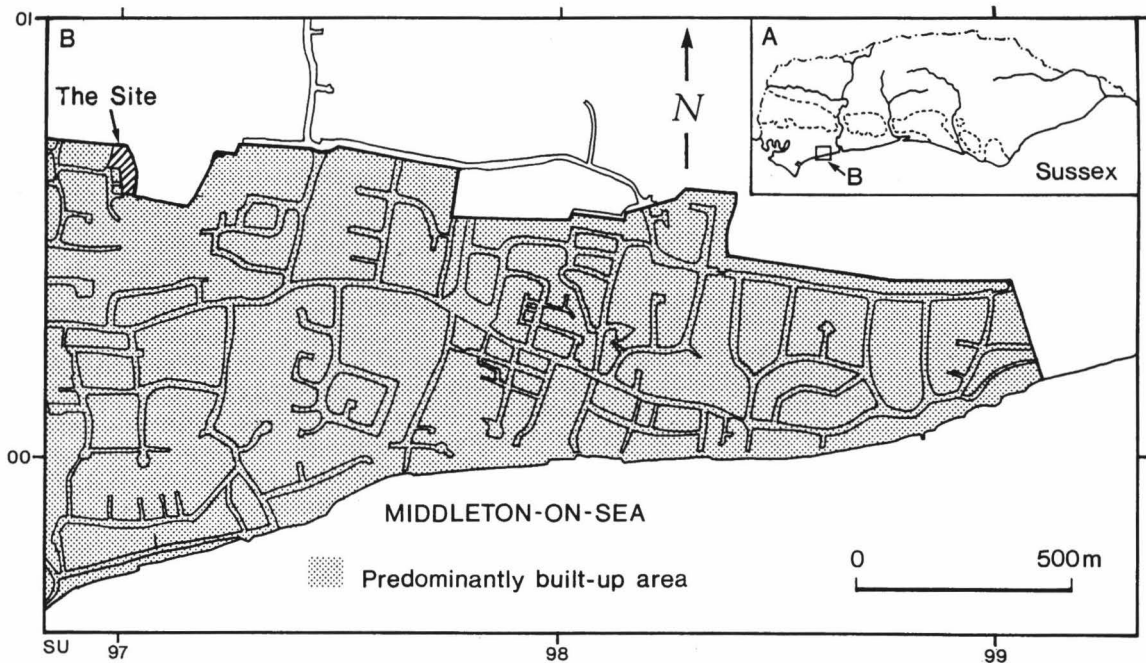 01
B
The Site
N
A
B
Sussex
00
MIDDLETON-ON-SEA
Predominantly built-up area
0 500m
SU
97 98 99